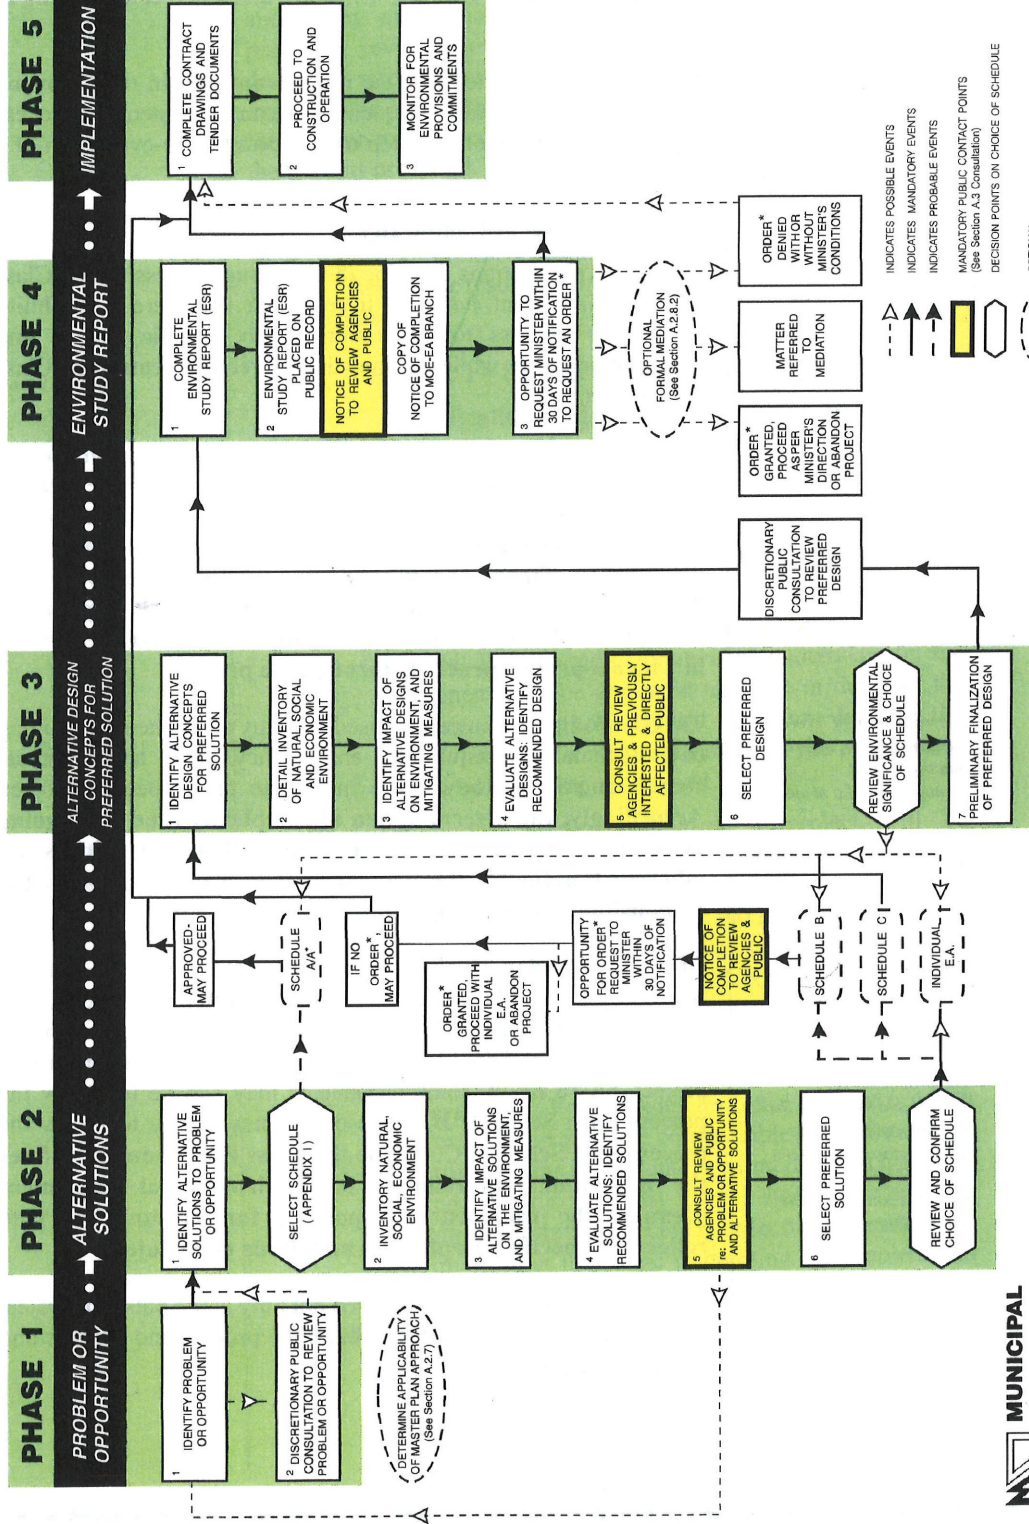 PHASE 1
PROBLEM OR
OPPORTUNITY
1
IDENTIFY PROBLEM
OR OPPORTUNITY
2
DISCRETIONARY PUBLIC
CONSULTATION TO REVIEW
PROBLEM OR OPPORTUNITY
DETERMINE APPLICABILITY
OF MASTER PLAN APPROACH
(See Section A.2.7)
PHASE 2
ALTERNATIVE
SOLUTIONS
1
IDENTIFY ALTERNATIVE
SOLUTIONS TO PROBLEM
OR OPPORTUNITY
SELECT SCHEDULE
( APPENDIX I )
2
INVENTORY NATURAL,
SOCIAL, ECONOMIC
ENVIRONMENT
3
IDENTIFY IMPACT OF
ALTERNATIVE SOLUTIONS
ON THE ENVIRONMENT,
AND MITIGATING MEASURES
4
EVALUATE ALTERNATIVE
SOLUTIONS: IDENTIFY
RECOMMENDED SOLUTIONS
5
CONSULT REVIEW
AGENCIES AND PUBLIC
re: PROBLEM OR OPPORTUNITY
AND ALTERNATIVE SOLUTIONS
6
SELECT PREFERRED
SOLUTION
REVIEW AND CONFIRM
CHOICE OF SCHEDULE
APPROVED-
MAY PROCEED
SCHEDULE
A/A+
IF NO
ORDER*,
MAY PROCEED
ORDER*
GRANTED,
PROCEED WITH
INDIVIDUAL
E.A.
OR ABANDON
PROJECT
OPPORTUNITY
FOR ORDER*
REQUEST TO
MINISTER
WITHIN
30 DAYS OF
NOTIFICATION
NOTICE OF
COMPLETION
TO REVIEW
AGENCIES &
PUBLIC
SCHEDULE B
SCHEDULE C
INDIVIDUAL
E.A.
PHASE 3
ALTERNATIVE DESIGN
CONCEPTS FOR
PREFERRED SOLUTION
1
IDENTIFY ALTERNATIVE
DESIGN CONCEPTS
FOR PREFERRED
SOLUTION
2
DETAIL INVENTORY
OF NATURAL, SOCIAL
AND ECONOMIC
ENVIRONMENT
3
IDENTIFY IMPACT OF
ALTERNATIVE DESIGNS
ON ENVIRONMENT, AND
MITIGATING MEASURES
4
EVALUATE ALTERNATIVE
DESIGNS: IDENTIFY
RECOMMENDED DESIGN
5
CONSULT REVIEW
AGENCIES & PREVIOUSLY
INTERESTED & DIRECTLY
AFFECTED PUBLIC
6
SELECT PREFERRED
DESIGN
REVIEW ENVIRONMENTAL
SIGNIFICANCE & CHOICE
OF SCHEDULE
7
PRELIMINARY FINALIZATION
OF PREFERRED DESIGN
DISCRETIONARY
PUBLIC
CONSULTATION
TO REVIEW
PREFERRED
DESIGN
PHASE 4
ENVIRONMENTAL
STUDY REPORT
1
COMPLETE
ENVIRONMENTAL
STUDY REPORT (ESR)
2
ENVIRONMENTAL
STUDY REPORT (ESR)
PLACED ON
PUBLIC RECORD
NOTICE OF COMPLETION
TO REVIEW AGENCIES
AND PUBLIC
COPY OF
NOTICE OF COMPLETION
TO MOE-EA BRANCH
3
OPPORTUNITY TO
REQUEST MINISTER WITHIN
30 DAYS OF NOTIFICATION
TO REQUEST AN ORDER*
OPTIONAL
FORMAL MEDIATION
(See Section A.2.8.2)
ORDER*
GRANTED,
PROCEED
AS PER
MINISTER'S
DIRECTION
OR ABANDON
PROJECT
MATTER
REFERRED
TO
MEDIATION
ORDER*
DENIED
WITH OR
WITHOUT
MINISTER'S
CONDITIONS
PHASE 5
IMPLEMENTATION
1
COMPLETE CONTRACT
DRAWINGS AND
TENDER DOCUMENTS
2
PROCEED TO
CONSTRUCTION AND
OPERATION
3
MONITOR FOR
ENVIRONMENTAL
PROVISIONS AND
COMMITMENTS
INDICATES POSSIBLE EVENTS
INDICATES MANDATORY EVENTS
INDICATES PROBABLE EVENTS
MANDATORY PUBLIC CONTACT POINTS
(See Section A.3 Consultation)
DECISION POINTS ON CHOICE OF SCHEDULE
MUNICIPAL